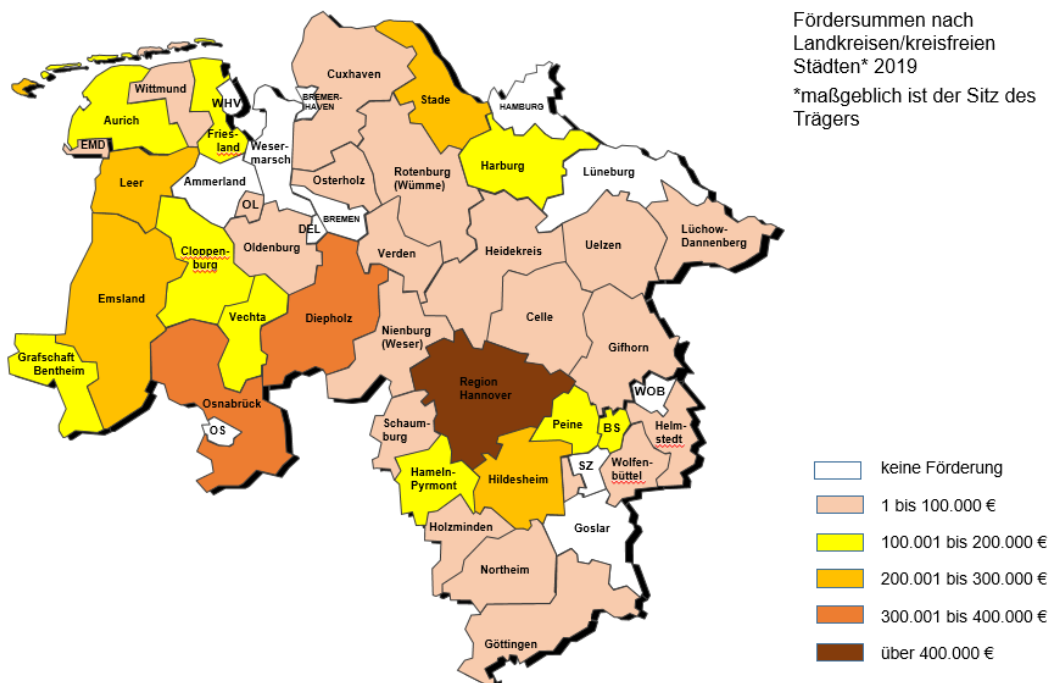 Fördersummen nach
Landkreisen/kreisfreien
Städten* 2019
*maßgeblich ist der Sitz des
Trägers
Cuxhaven
Wittmund
WHV
BREMER-
HAVEN
Stade
HAMBURG
Aurich
Fries-
land
Weser-
marsch
EMD
Harburg
Rotenburg
(Wümme)
Lüneburg
Leer
Ammerland
Osterholz
OL
BREMEN
DEL
Lüchow-
Dannenberg
Oldenburg
Verden
Heidekreis
Uelzen
Cloppen-
burg
Emsland
Vechta
Diepholz
Celle
Nienburg
(Weser)
Gifhorn
Grafschaft
Bentheim
Region
Hannover
WOB
Osnabrück
OS
Schaum-
burg
Peine
BS
Helm-
stedt
Wolfen-
büttel
SZ
Hameln-
Pyrmont
Hildesheim
Holzminden
Goslar
Northeim
Göttingen
keine Förderung
1 bis 100.000 €
100.001 bis 200.000 €
200.001 bis 300.000 €
300.001 bis 400.000 €
über 400.000 €